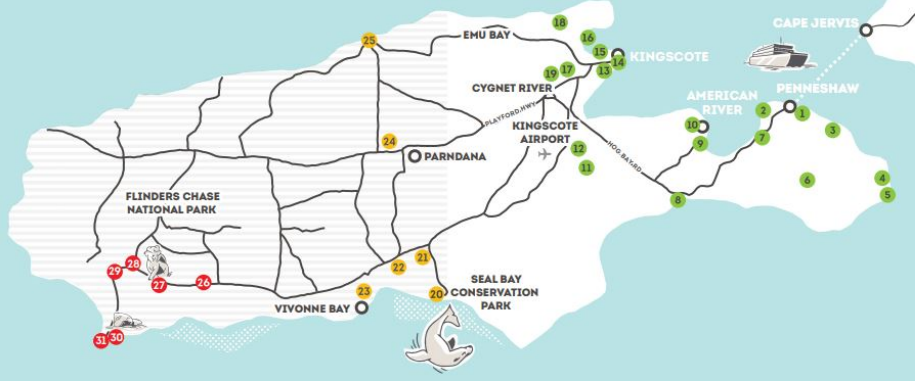 CAPE JERVIS
18
EMU BAY
16
25
15
KINGSCOTE
14
13
19
17
CYGNET RIVER
AMERICAN
RIVER
PENNESHAW
PLAYFORD HWY
KINGSCOTE
AIRPORT
10
2
1
3
9
7
HOG BAY RD
24
PARNDANA
12
11
6
4
5
8
FLINDERS CHASE
NATIONAL PARK
28
29
27
26
22
21
23
20
VIVONNE BAY
SEAL BAY
CONSERVATION
PARK
31
30